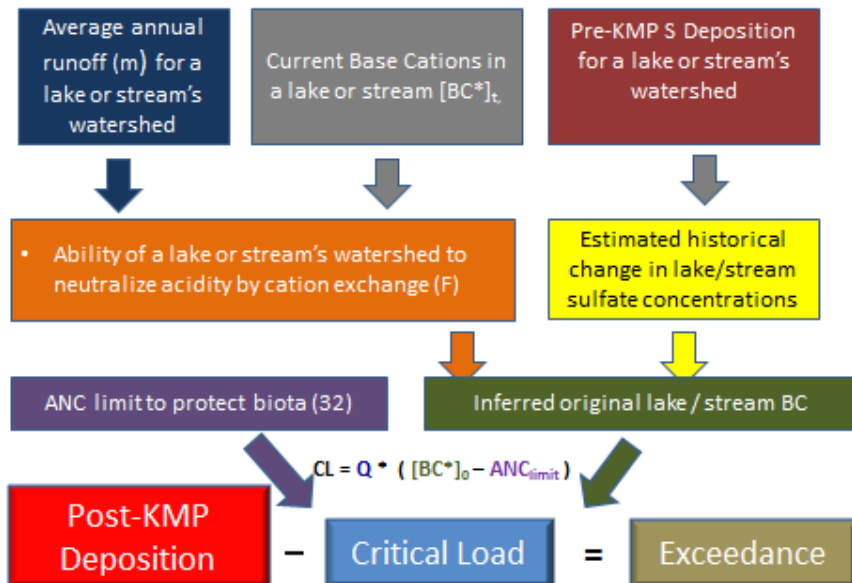 Average annual
runoff (m) for a
lake or stream's
watershed
Current Base Cations in
a lake or stream [BC*]t,
Pre-KMP S Deposition
for a lake or stream's
watershed
• Ability of a lake or stream's watershed to
neutralize acidity by cation exchange (F)
Estimated historical
change in lake/stream
sulfate concentrations
ANC limit to protect biota (32)
Inferred original lake / stream BC
CL = Q * ( [BC*]0 – ANClimit )
Post-KMP
Deposition
–
Critical Load
=
Exceedance